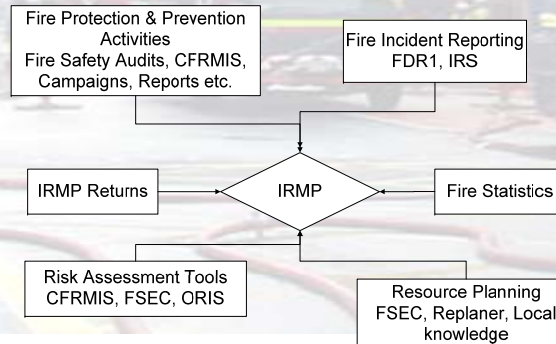 Fire Protection & Prevention
Activities
Fire Safety Audits, CFRMIS,
Campaigns, Reports etc.
Fire Incident Reporting
FDR1, IRS
IRMP Returns
IRMP
Fire Statistics
Risk Assessment Tools
CFRMIS, FSEC, ORIS
Resource Planning
FSEC, Replaner, Local
knowledge